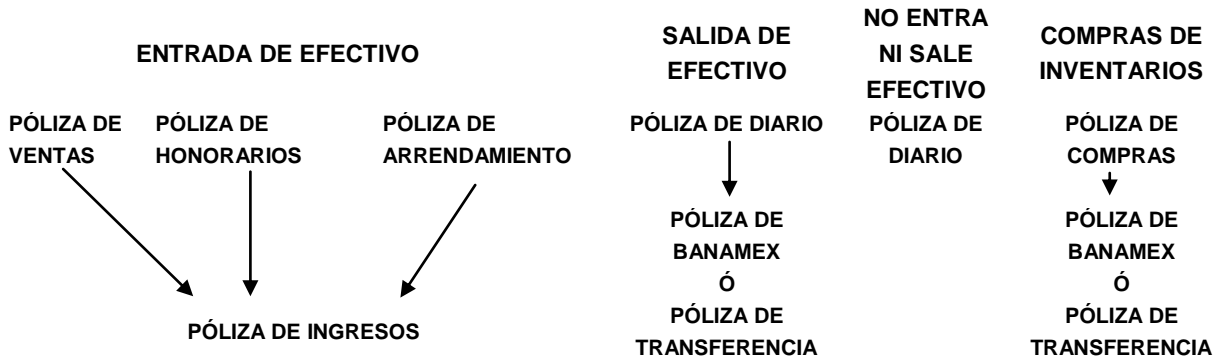 ENTRADA DE EFECTIVO
PÓLIZA DE
VENTAS
PÓLIZA DE
HONORARIOS
PÓLIZA DE
ARRENDAMIENTO
PÓLIZA DE INGRESOS
SALIDA DE
EFECTIVO
PÓLIZA DE DIARIO
PÓLIZA DE
BANAMEX
Ó
PÓLIZA DE
TRANSFERENCIA
NO ENTRA
NI SALE
EFECTIVO
PÓLIZA DE
DIARIO
COMPRAS DE
INVENTARIOS
PÓLIZA DE
COMPRAS
PÓLIZA DE
BANAMEX
Ó
PÓLIZA DE
TRANSFERENCIA